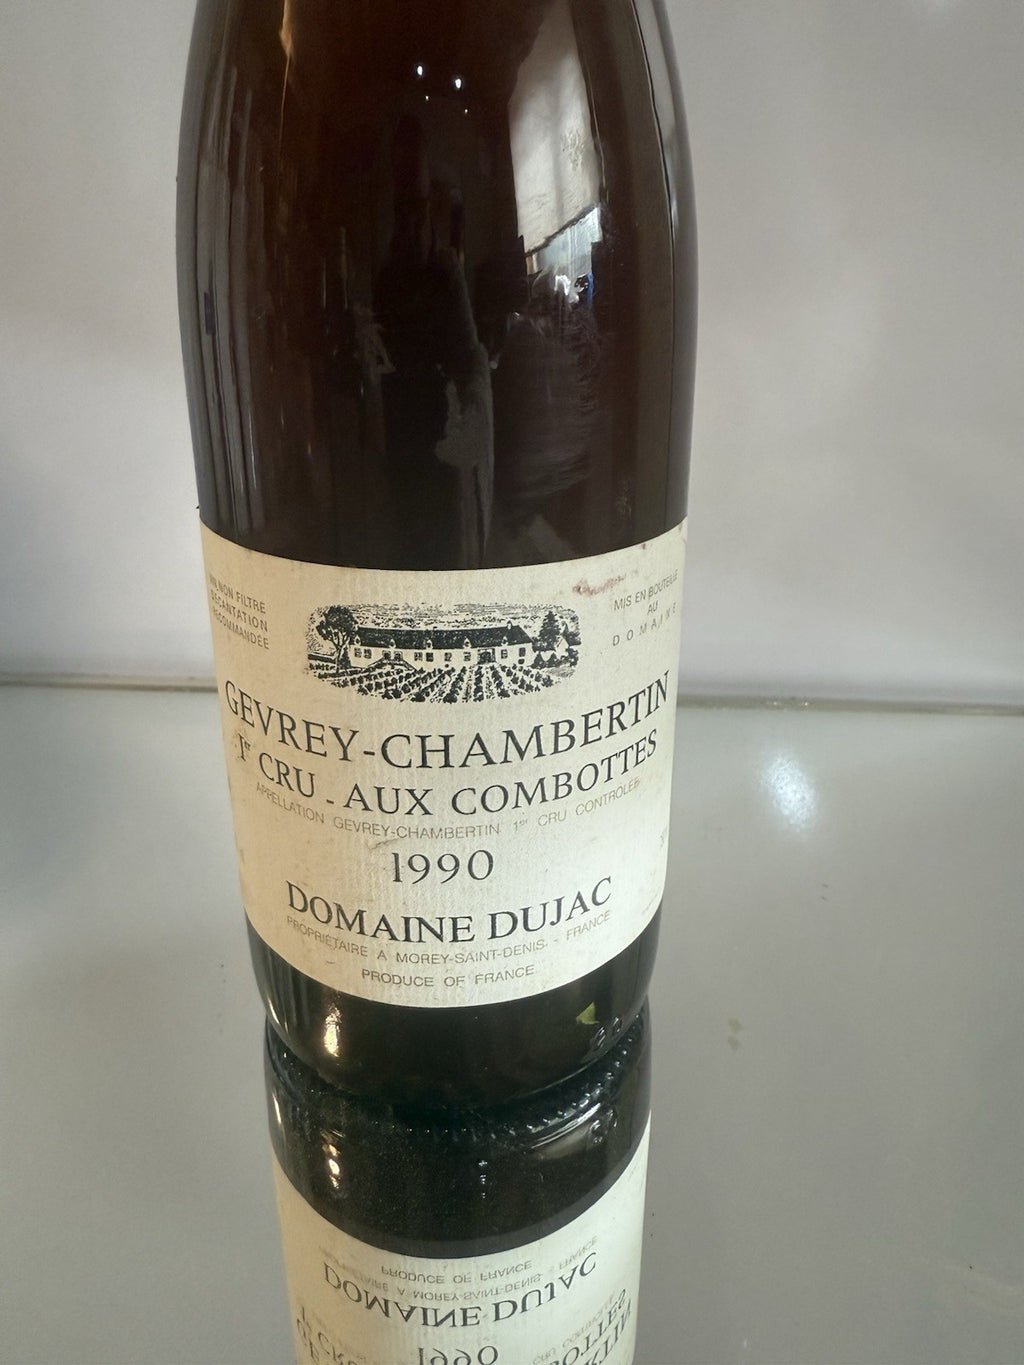 VIN NON FILTRE
DÉCANTATION
RECOMMANDÉE
MIS EN BOUTEILLE
AU
DOMAINE
GEVREY-CHAMBERTIN
1er CRU - AUX COMBOTTES
APPELLATION GEVREY-CHAMBERTIN 1er CRU CONTROLÉE
1990
DOMAINE DUJAC
PROPRIÉTAIRE A MOREY-SAINT-DENIS - FRANCE
PRODUCE OF FRANCE